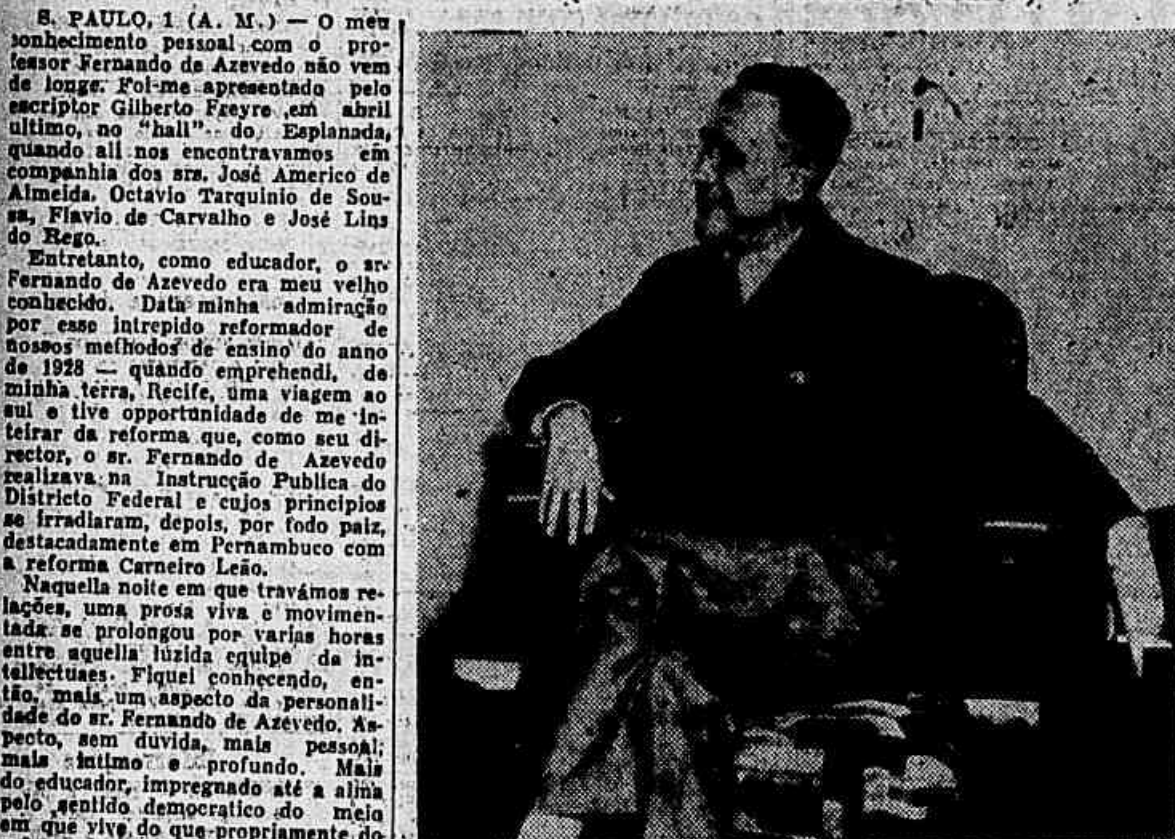 S. PAULO, 1 (A. M.) — O meu
conhecimento pessoal com o pro-
fessor Fernando de Azevedo não vem
de longe. Foi-me apresentado pelo
escriptor Gilberto Freyre ,em abril
ultimo, no "hall" do Esplanada,
quando ali nos encontravamos em
companhia dos srs. José Americo de
Almeida, Octavio Tarquinio de Sou-
sa, Flavio de Carvalho e José Lins
do Rego.
Entretanto, como educador, o sr.
Fernando de Azevedo era meu velho
conhecido. Data minha admiração
por esse intrepido reformador de
nossos methodos de ensino do anno
de 1928 — quando emprehendi, de
minha terra, Recife, uma viagem ao
sul e tive opportunidade de me in-
teirar da reforma que, como seu di-
rector, o sr. Fernando de Azevedo
realizava na Instrucção Publica do
Districto Federal e cujos principios
se irradiaram, depois, por todo paiz,
destacadamente em Pernambuco com
a reforma Carneiro Leão.
Naquella noite em que travámos re-
lações, uma prosa viva e movimen-
tada se prolongou por varias horas
entre aquella luzida equipe da in-
tellectuaes. Fiquei conhecendo, en-
tão, mais um aspecto da personali-
dade do sr. Fernando de Azevedo. As-
pecto, sem duvida, mais pessoal,
mais intimo e profundo. Mais
do educador, impregnado até a alma
pelo sentido democratico do meio
em que vive do que propriamente do